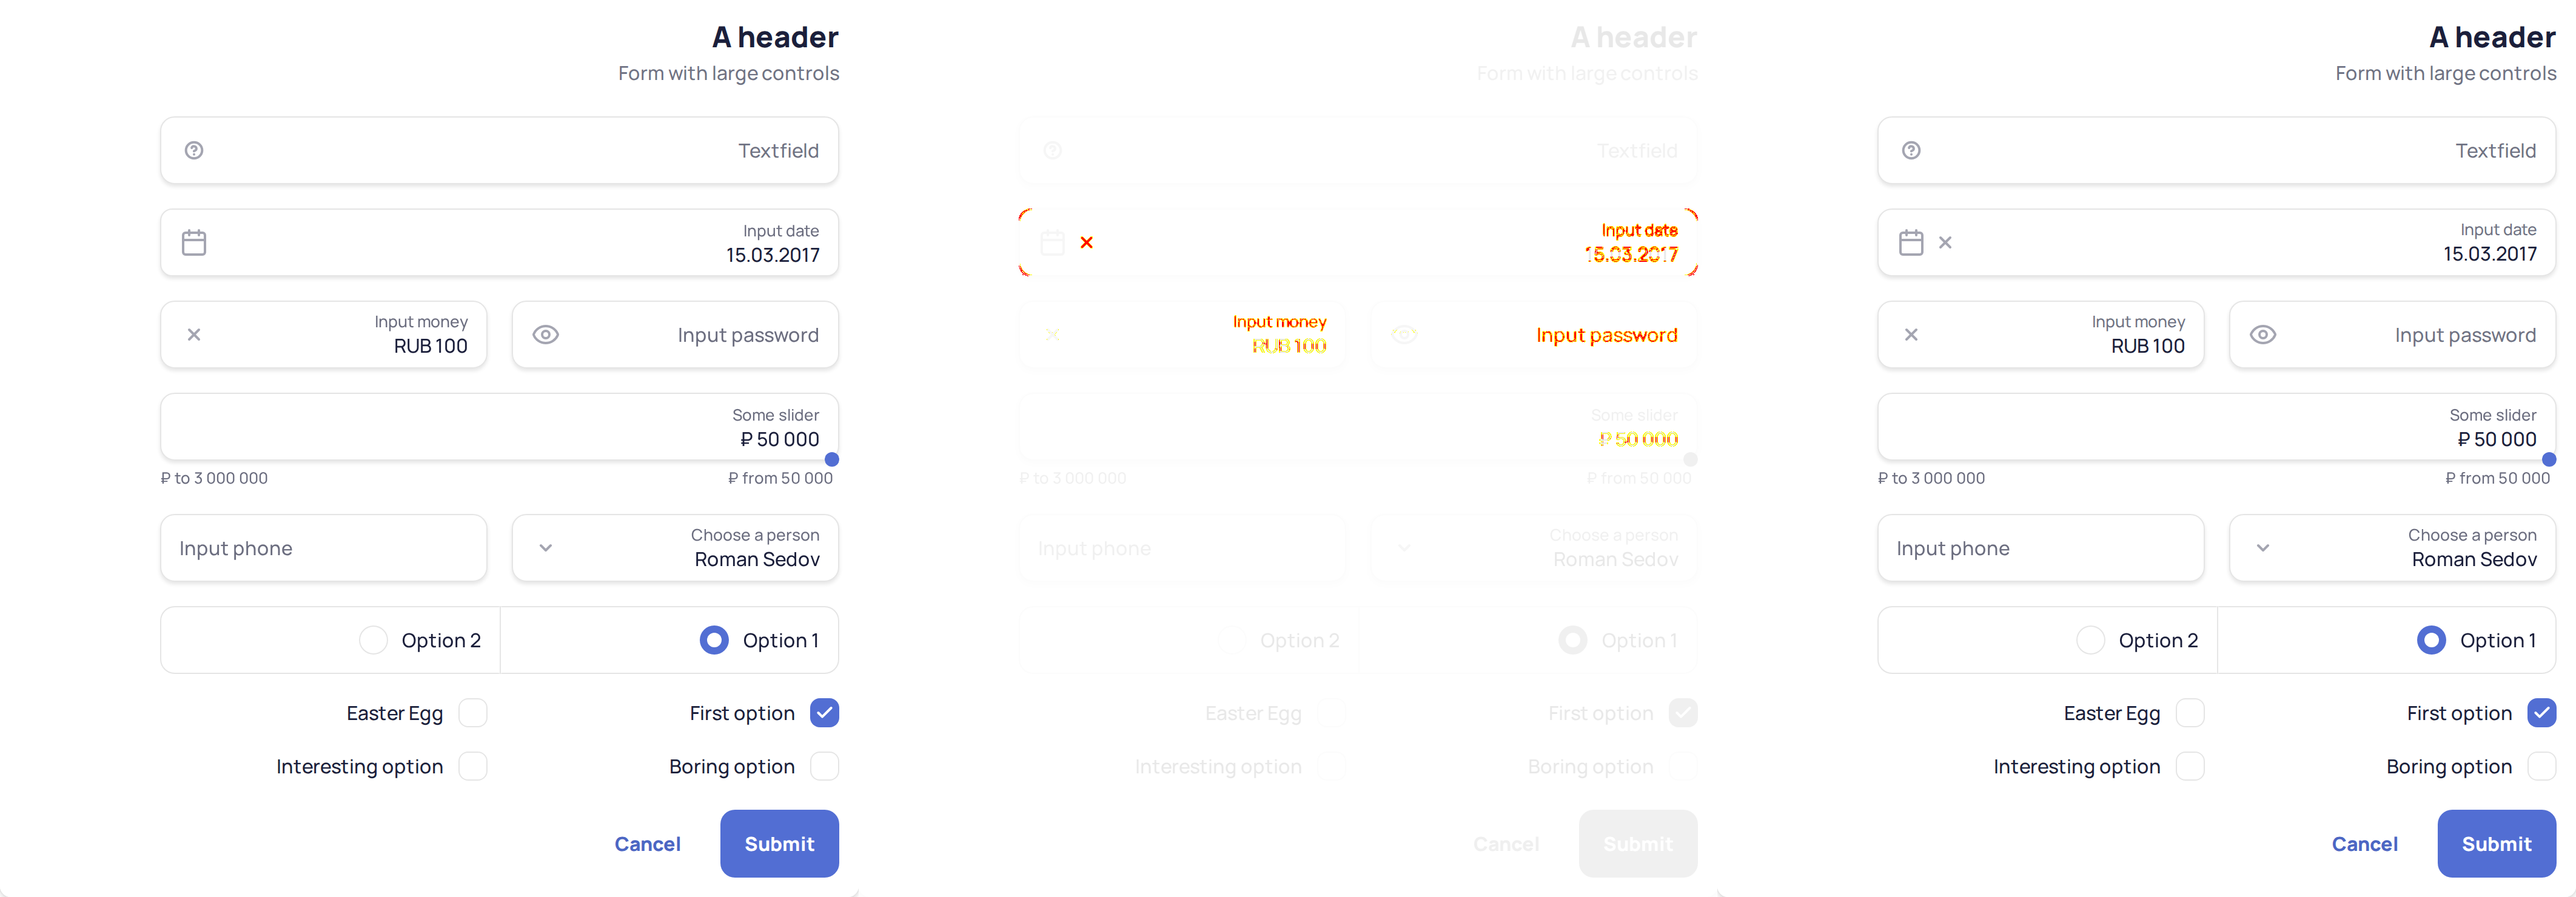 A header
Form with large controls
Textfield
Input date
15.03.2017
Input money
RUB 100
Input password
Some slider
₽ 50 000
₽ to 3 000 000
₽ from 50 000
Input phone
Choose a person
Roman Sedov
Option 2
Option 1
Easter Egg
First option
Interesting option
Boring option
Cancel
Submit
A header
Form with large controls
Textfield
Input date
15.03.2017
Input money
RUB 100
Input password
Some slider
₽ 50 000
₽ to 3 000 000
₽ from 50 000
Input phone
Choose a person
Roman Sedov
Option 2
Option 1
Easter Egg
First option
Interesting option
Boring option
Cancel
Submit
A header
Form with large controls
Textfield
Input date
15.03.2017
Input money
RUB 100
Input password
Some slider
₽ 50 000
₽ to 3 000 000
₽ from 50 000
Input phone
Choose a person
Roman Sedov
Option 2
Option 1
Easter Egg
First option
Interesting option
Boring option
Cancel
Submit